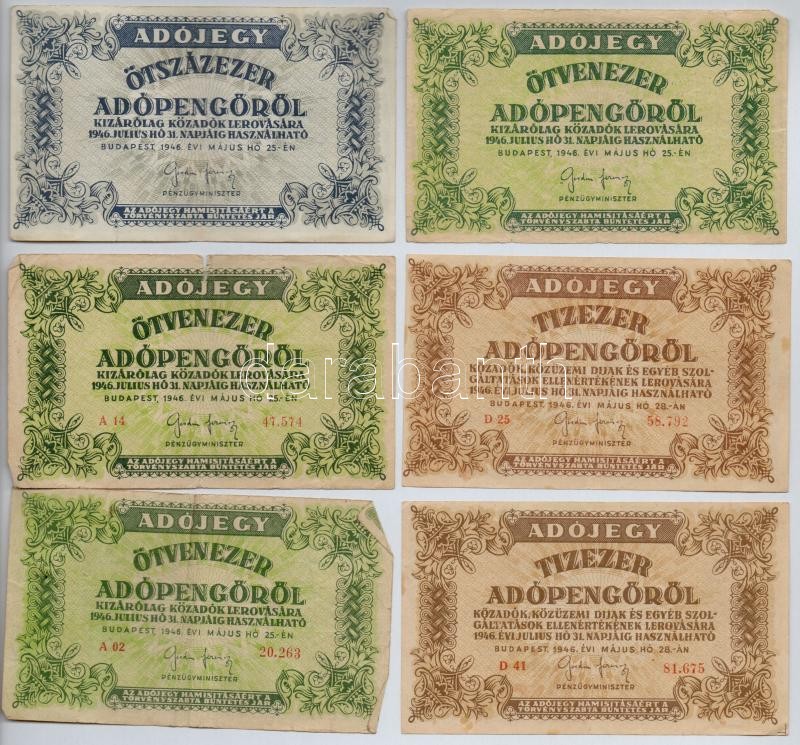 ADÓJEGY
ÖTSZÁZEZER
ADÓPENGŐRŐL
KIZÁRÓLAG KÖZADÓK LEROVÁSÁRA
1946. JULIUS HÓ 31. NAPJÁIG HASZNÁLHATÓ
BUDAPEST, 1946. ÉVI MÁJUS HÓ 25-ÉN
PÉNZÜGYMINISZTER
AZ ADÓJEGY HAMISITÁSÁÉRT A
TÖRVÉNYSZABTA BÜNTETÉS JÁR
ADÓJEGY
ÖTVENEZER
ADÓPENGŐRŐL
KIZÁRÓLAG KÖZADÓK LEROVÁSÁRA
1946. JULIUS HÓ 31. NAPJÁIG HASZNÁLHATÓ
BUDAPEST, 1946. ÉVI MÁJUS HÓ 25.-ÉN
PÉNZÜGYMINISZTER
AZ ADÓJEGY HAMISITÁSÁÉRT A
TÖRVÉNYSZABTA BÜNTETÉS JÁR
ADÓJEGY
ÖTVENEZER
ADÓPENGŐRŐL
KIZÁRÓLAG KÖZADÓK LEROVÁSÁRA
1946. JULIUS HÓ 31. NAPJÁIG HASZNÁLHATÓ
BUDAPEST, 1946. ÉVI MÁJUS HÓ 25.-ÉN
A 14 47.574
PÉNZÜGYMINISZTER
AZ ADÓJEGY HAMISITÁSÁÉRT A
TÖRVÉNYSZABTA BÜNTETÉS JÁR
ADÓJEGY
TIZEZER
ADÓPENGŐRŐL
KÖZADÓK, KÖZÜZEMI DIJAK ÉS EGYÉB SZOL-
GÁLTATÁSOK ELLENÉRTÉKÉNEK LEROVÁSÁRA
1946. ÉVI JULIUS HÓ 31. NAPJÁIG HASZNÁLHATÓ
BUDAPEST, 1946. ÉVI MÁJUS HÓ 28.-ÁN
D 25 58.792
PÉNZÜGYMINISZTER
AZ ADÓJEGY HAMISITÁSÁÉRT A
TÖRVÉNYSZABTA BÜNTETÉS JÁR
darabanth
ADÓJEGY
ÖTVENEZER
ADÓPENGŐRŐL
KIZÁRÓLAG KÖZADÓK LEROVÁSÁRA
1946. JULIUS HÓ 31. NAPJÁIG HASZNÁLHATÓ
BUDAPEST, 1946. ÉVI MÁJUS HÓ 25.-ÉN
A 02 20.263
PÉNZÜGYMINISZTER
AZ ADÓJEGY HAMISITÁSÁÉRT A
TÖRVÉNYSZABTA BÜNTETÉS JÁR
ADÓJEGY
TIZEZER
ADÓPENGŐRŐL
KÖZADÓK, KÖZÜZEMI DIJAK ÉS EGYÉB SZOL-
GÁLTATÁSOK ELLENÉRTÉKÉNEK LEROVÁSÁRA
1946. ÉVI JULIUS HÓ 31. NAPJÁIG HASZNÁLHATÓ
BUDAPEST, 1946. ÉVI MÁJUS HÓ 28.-ÁN
D 41 81.675
PÉNZÜGYMINISZTER
AZ ADÓJEGY HAMISITÁSÁÉRT A
TÖRVÉNYSZABTA BÜNTETÉS JÁR